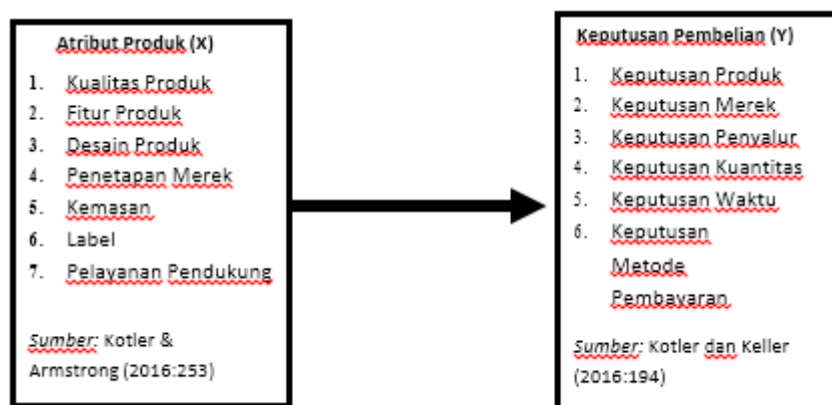 Atribut Produk (X)
1. Kualitas Produk
2. Fitur Produk
3. Desain Produk
4. Penetapan Merek
5. Kemasan
6. Label
7. Pelayanan Pendukung
Sumber: Kotler &
Armstrong (2016:253)
Keputusan Pembelian (Y)
1. Keputusan Produk
2. Keputusan Merek
3. Keputusan Penyalur
4. Keputusan Kuantitas
5. Keputusan Waktu
6. Keputusan
Metode
Pembayaran
Sumber: Kotler dan Keller
(2016:194)